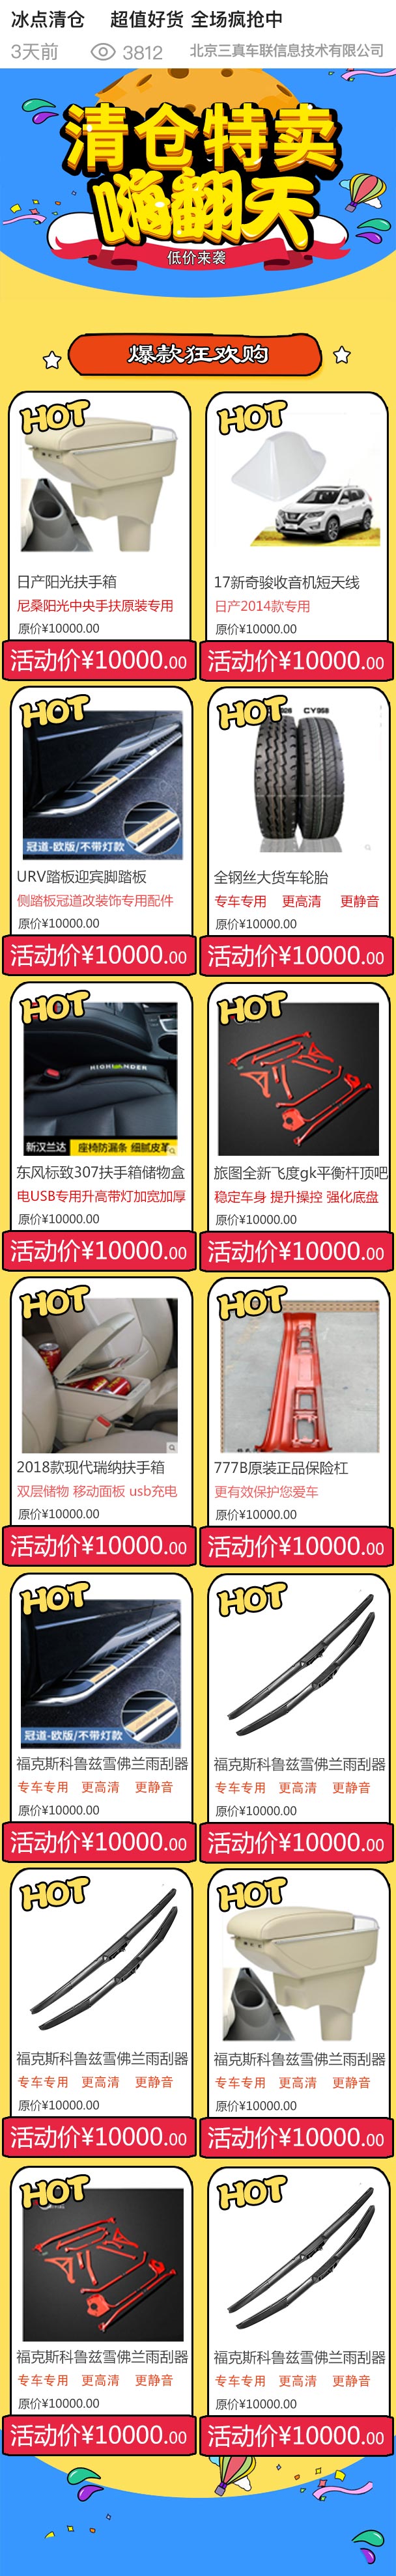 冰点清仓 超值好货 全场疯抢中
3天前 3812 北京三真车联信息技术有限公司
清仓特卖
嗨翻天
低价来袭
爆款狂欢购
HOT
日产阳光扶手箱
尼桑阳光中央手扶原装专用
原价¥10000.00
活动价¥10000.00
HOT
17新奇骏收音机短天线
日产2014款专用
原价¥10000.00
活动价¥10000.00
HOT
冠道-欧版/不带灯款
URV踏板迎宾脚踏板
侧踏板冠道改装饰专用配件
原价¥10000.00
活动价¥10000.00
HOT
CY958
全钢丝大货车轮胎
专车专用 更高清 更静音
原价¥10000.00
活动价¥10000.00
HOT
HIGHLANDER
新汉兰达 座椅防漏条 细腻皮革
东风标致307扶手箱储物盒
电USB专用升高带灯加宽加厚
原价¥10000.00
活动价¥10000.00
HOT
旅图全新飞度gk平衡杆顶吧
稳定车身 提升操控 强化底盘
原价¥10000.00
活动价¥10000.00
HOT
2018款现代瑞纳扶手箱
双层储物 移动面板 usb充电
原价¥10000.00
活动价¥10000.00
HOT
777B原装正品保险杠
更有效保护您爱车
原价¥10000.00
活动价¥10000.00
HOT
冠道-欧版/不带灯款
福克斯科鲁兹雪佛兰雨刮器
专车专用 更高清 更静音
原价¥10000.00
活动价¥10000.00
HOT
福克斯科鲁兹雪佛兰雨刮器
专车专用 更高清 更静音
原价¥10000.00
活动价¥10000.00
HOT
福克斯科鲁兹雪佛兰雨刮器
专车专用 更高清 更静音
原价¥10000.00
活动价¥10000.00
HOT
福克斯科鲁兹雪佛兰雨刮器
专车专用 更高清 更静音
原价¥10000.00
活动价¥10000.00
HOT
福克斯科鲁兹雪佛兰雨刮器
专车专用 更高清 更静音
原价¥10000.00
活动价¥10000.00
HOT
福克斯科鲁兹雪佛兰雨刮器
专车专用 更高清 更静音
原价¥10000.00
活动价¥10000.00